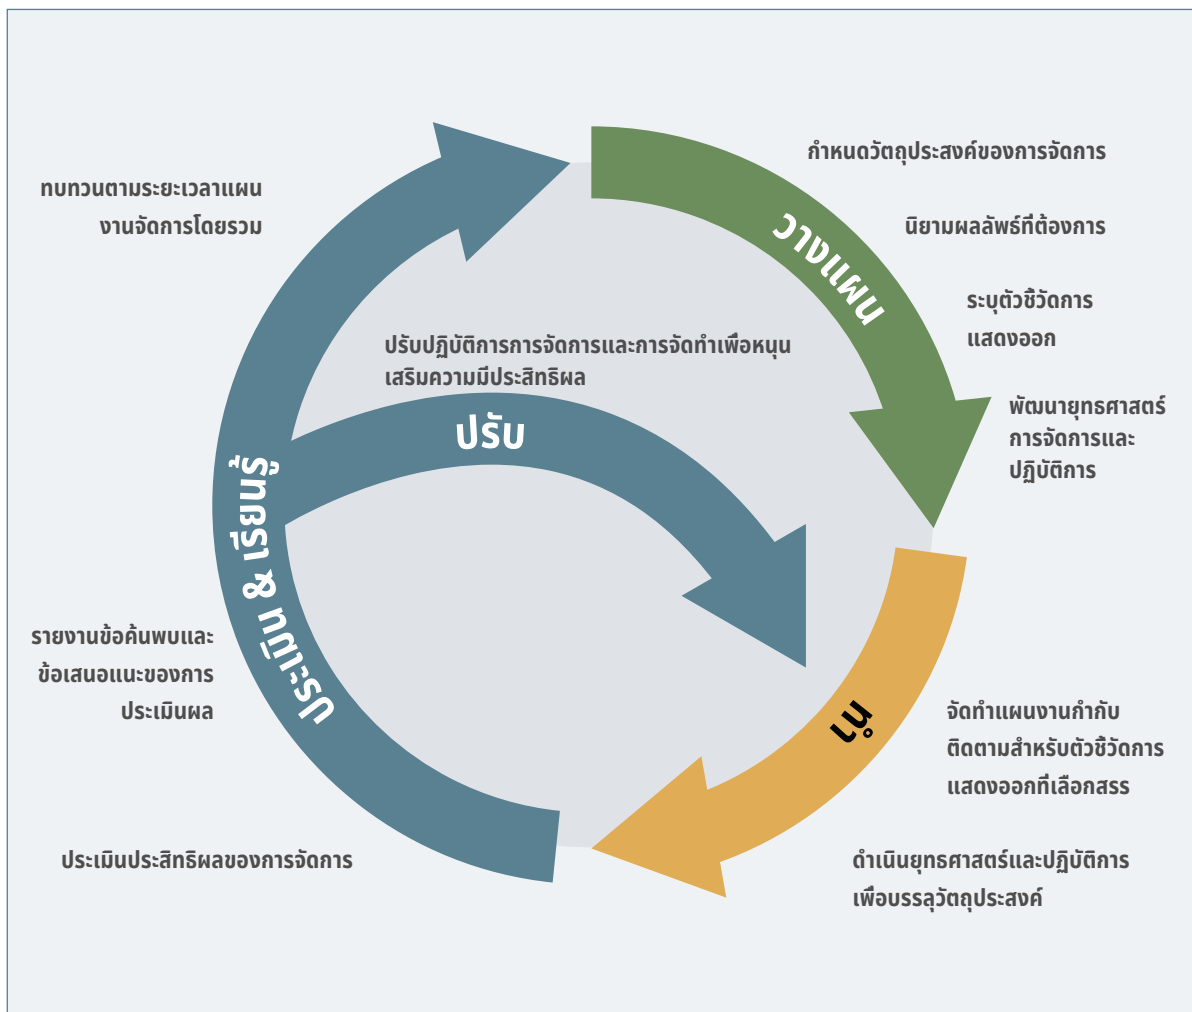 กำหนดวัตถุประสงค์ของการจัดการ
นิยามผลลัพธ์ที่ต้องการ
ระบุตัวชี้วัดการ
แสดงออก
พัฒนายุทธศาสตร์
การจัดการและ
ปฏิบัติการ
วางแผน
ทำ
จัดทำแผนงานกำกับ
ติดตามสำหรับตัวชี้วัดการ
แสดงออกที่เลือกสรร
ดำเนินยุทธศาสตร์และปฏิบัติการ
เพื่อบรรลุวัตถุประสงค์
ประเมิน & เรียนรู้
ประเมินประสิทธิผลของการจัดการ
รายงานข้อค้นพบและ
ข้อเสนอแนะของการ
ประเมินผล
ทบทวนตามระยะเวลาแผน
งานจัดการโดยรวม
ปรับปฏิบัติการการจัดการและการจัดทำเพื่อหนุน
เสริมความมีประสิทธิผล
ปรับ